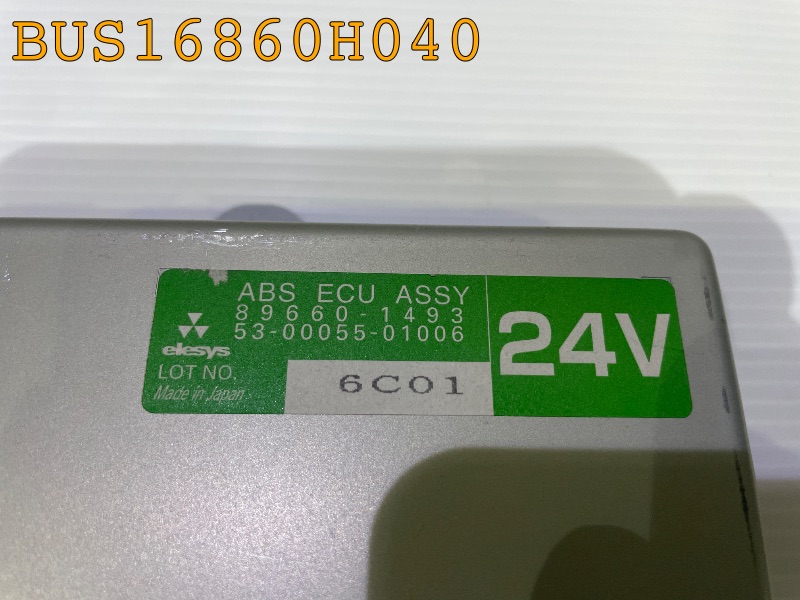 BUS16860H040
ABS ECU ASSY
89660-1493
53-00055-01006
elesys
LOT NO.
6C01
Made in Japan
24V